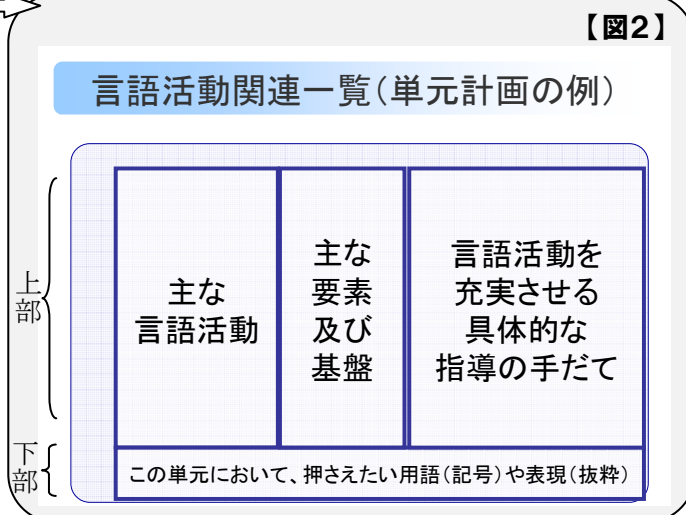 【図2】
言語活動関連一覧(単元計画の例)
上部
主な
言語活動
主な
要素
及び
基盤
言語活動を
充実させる
具体的な
指導の手だて
下部
この単元において、押さえたい用語(記号)や表現(抜粋)